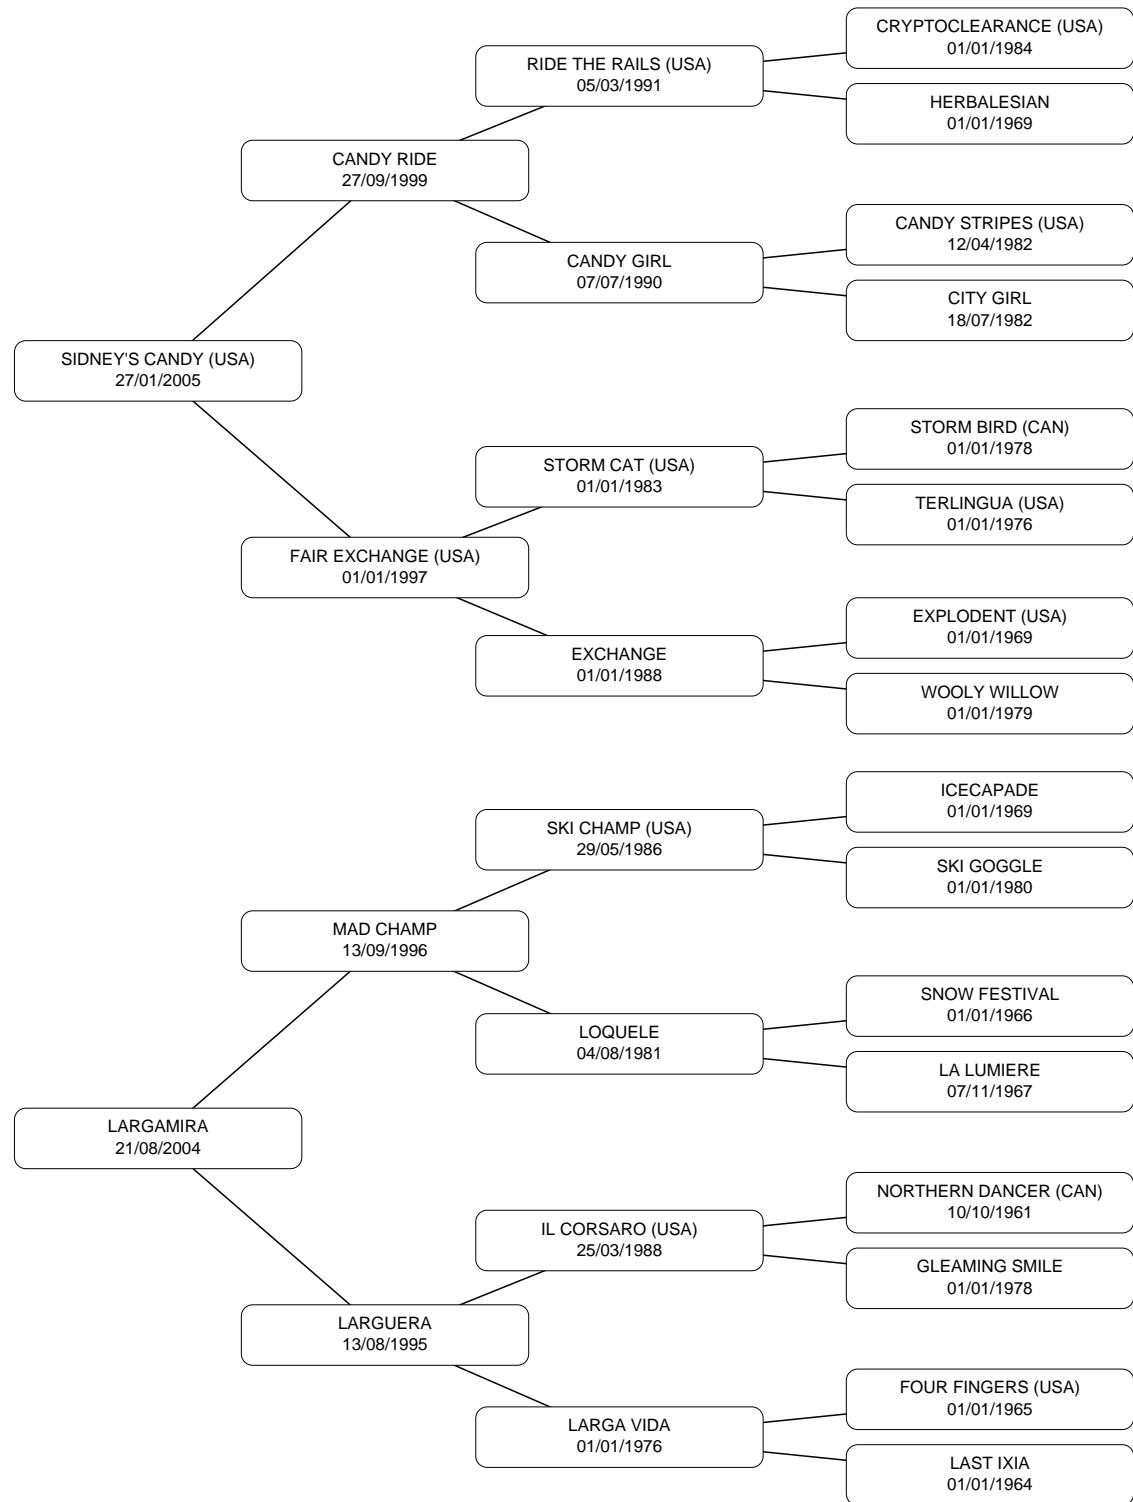 CRYPTOCLEARANCE (USA)
01/01/1984
RIDE THE RAILS (USA)
05/03/1991
HERBALESIAN
01/01/1969
CANDY RIDE
27/09/1999
CANDY STRIPES (USA)
12/04/1982
CANDY GIRL
07/07/1990
CITY GIRL
18/07/1982
SIDNEY'S CANDY (USA)
27/01/2005
STORM BIRD (CAN)
01/01/1978
STORM CAT (USA)
01/01/1983
TERLINGUA (USA)
01/01/1976
FAIR EXCHANGE (USA)
01/01/1997
EXPLODENT (USA)
01/01/1969
EXCHANGE
01/01/1988
WOOLY WILLOW
01/01/1979
ICECAPADE
01/01/1969
SKI CHAMP (USA)
29/05/1986
SKI GOGGLE
01/01/1980
MAD CHAMP
13/09/1996
SNOW FESTIVAL
01/01/1966
LOQUELE
04/08/1981
LA LUMIERE
07/11/1967
LARGAMIRA
21/08/2004
NORTHERN DANCER (CAN)
10/10/1961
IL CORSARO (USA)
25/03/1988
GLEAMING SMILE
01/01/1978
LARGUERA
13/08/1995
FOUR FINGERS (USA)
01/01/1965
LARGA VIDA
01/01/1976
LAST IXIA
01/01/1964